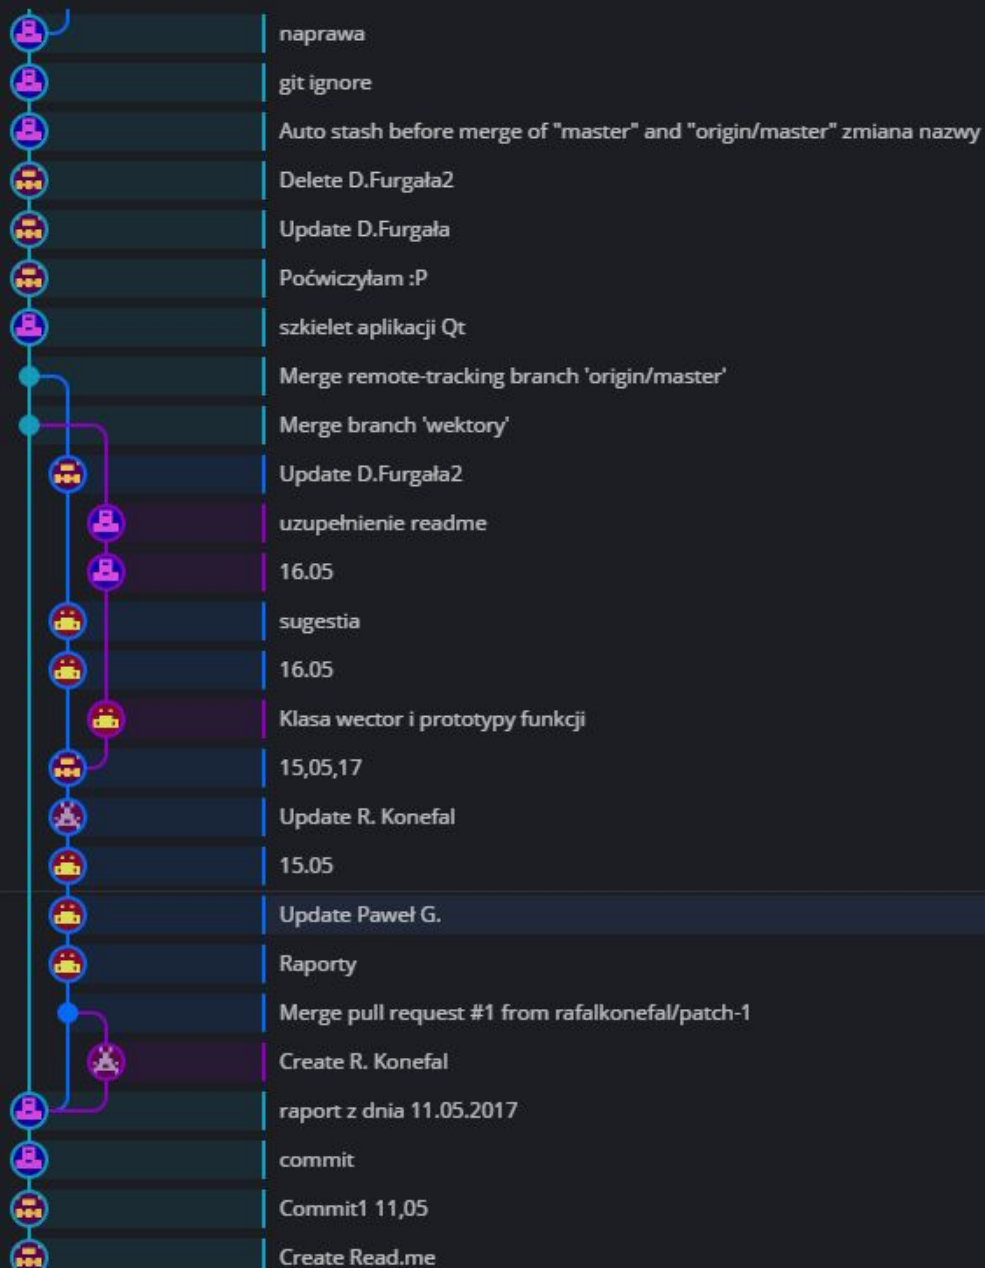 naprawa
git ignore
Auto stash before merge of "master" and "origin/master" zmiana nazwy
Delete D.Furgała2
Update D.Furgała
Poćwiczyłam :P
szkielet aplikacji Qt
Merge remote-tracking branch 'origin/master'
Merge branch 'wektory'
Update D.Furgała2
uzupełnienie readme
16.05
sugestia
16.05
Klasa wector i prototypy funkcji
15,05,17
Update R. Konefal
15.05
Update Paweł G.
Raporty
Merge pull request #1 from rafalkonefal/patch-1
Create R. Konefal
raport z dnia 11.05.2017
commit
Commit1 11,05
Create Read.me